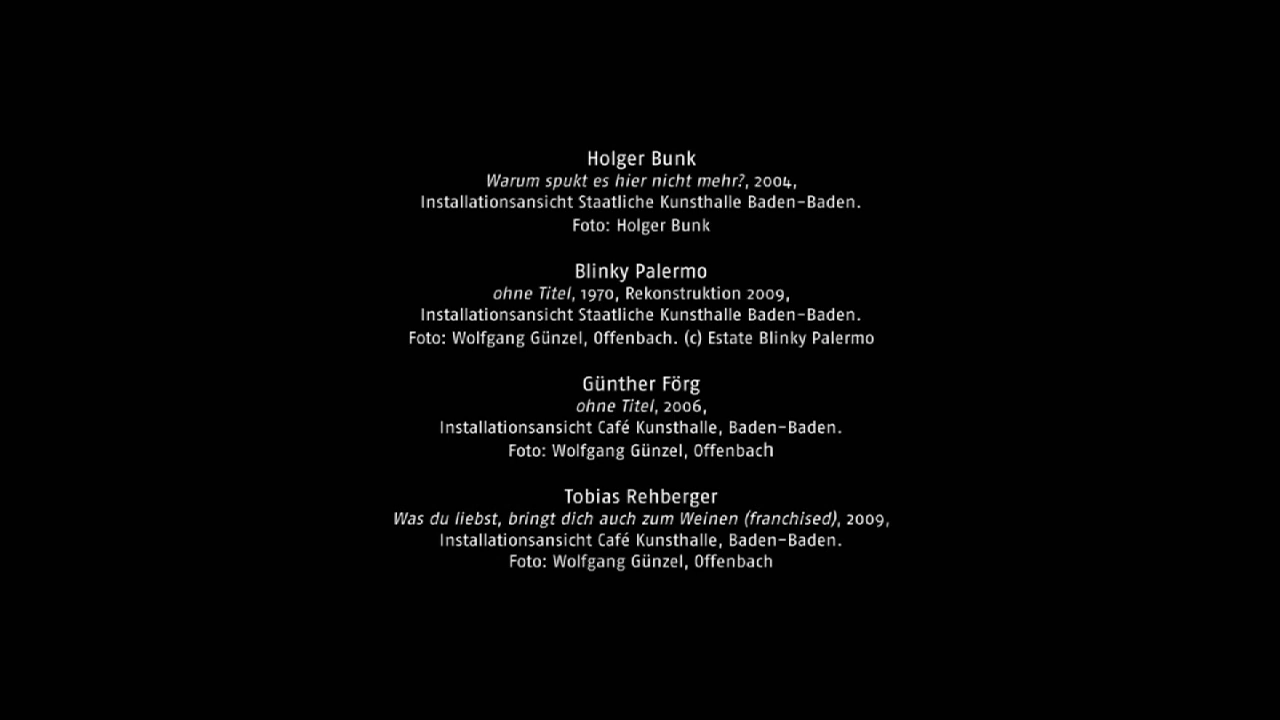 Holger Bunk
Warum spukt es hier nicht mehr?, 2004,
Installationsansicht Staatliche Kunsthalle Baden-Baden.
Foto: Holger Bunk
Blinky Palermo
ohne Titel, 1970, Rekonstruktion 2009,
Installationsansicht Staatliche Kunsthalle Baden-Baden.
Foto: Wolfgang Günzel, Offenbach. (c) Estate Blinky Palermo
Günther Förg
ohne Titel, 2006,
Installationsansicht Café Kunsthalle, Baden-Baden.
Foto: Wolfgang Günzel, Offenbach
Tobias Rehberger
Was du liebst, bringt dich auch zum Weinen (franchised), 2009,
Installationsansicht Café Kunsthalle, Baden-Baden.
Foto: Wolfgang Günzel, Offenbach